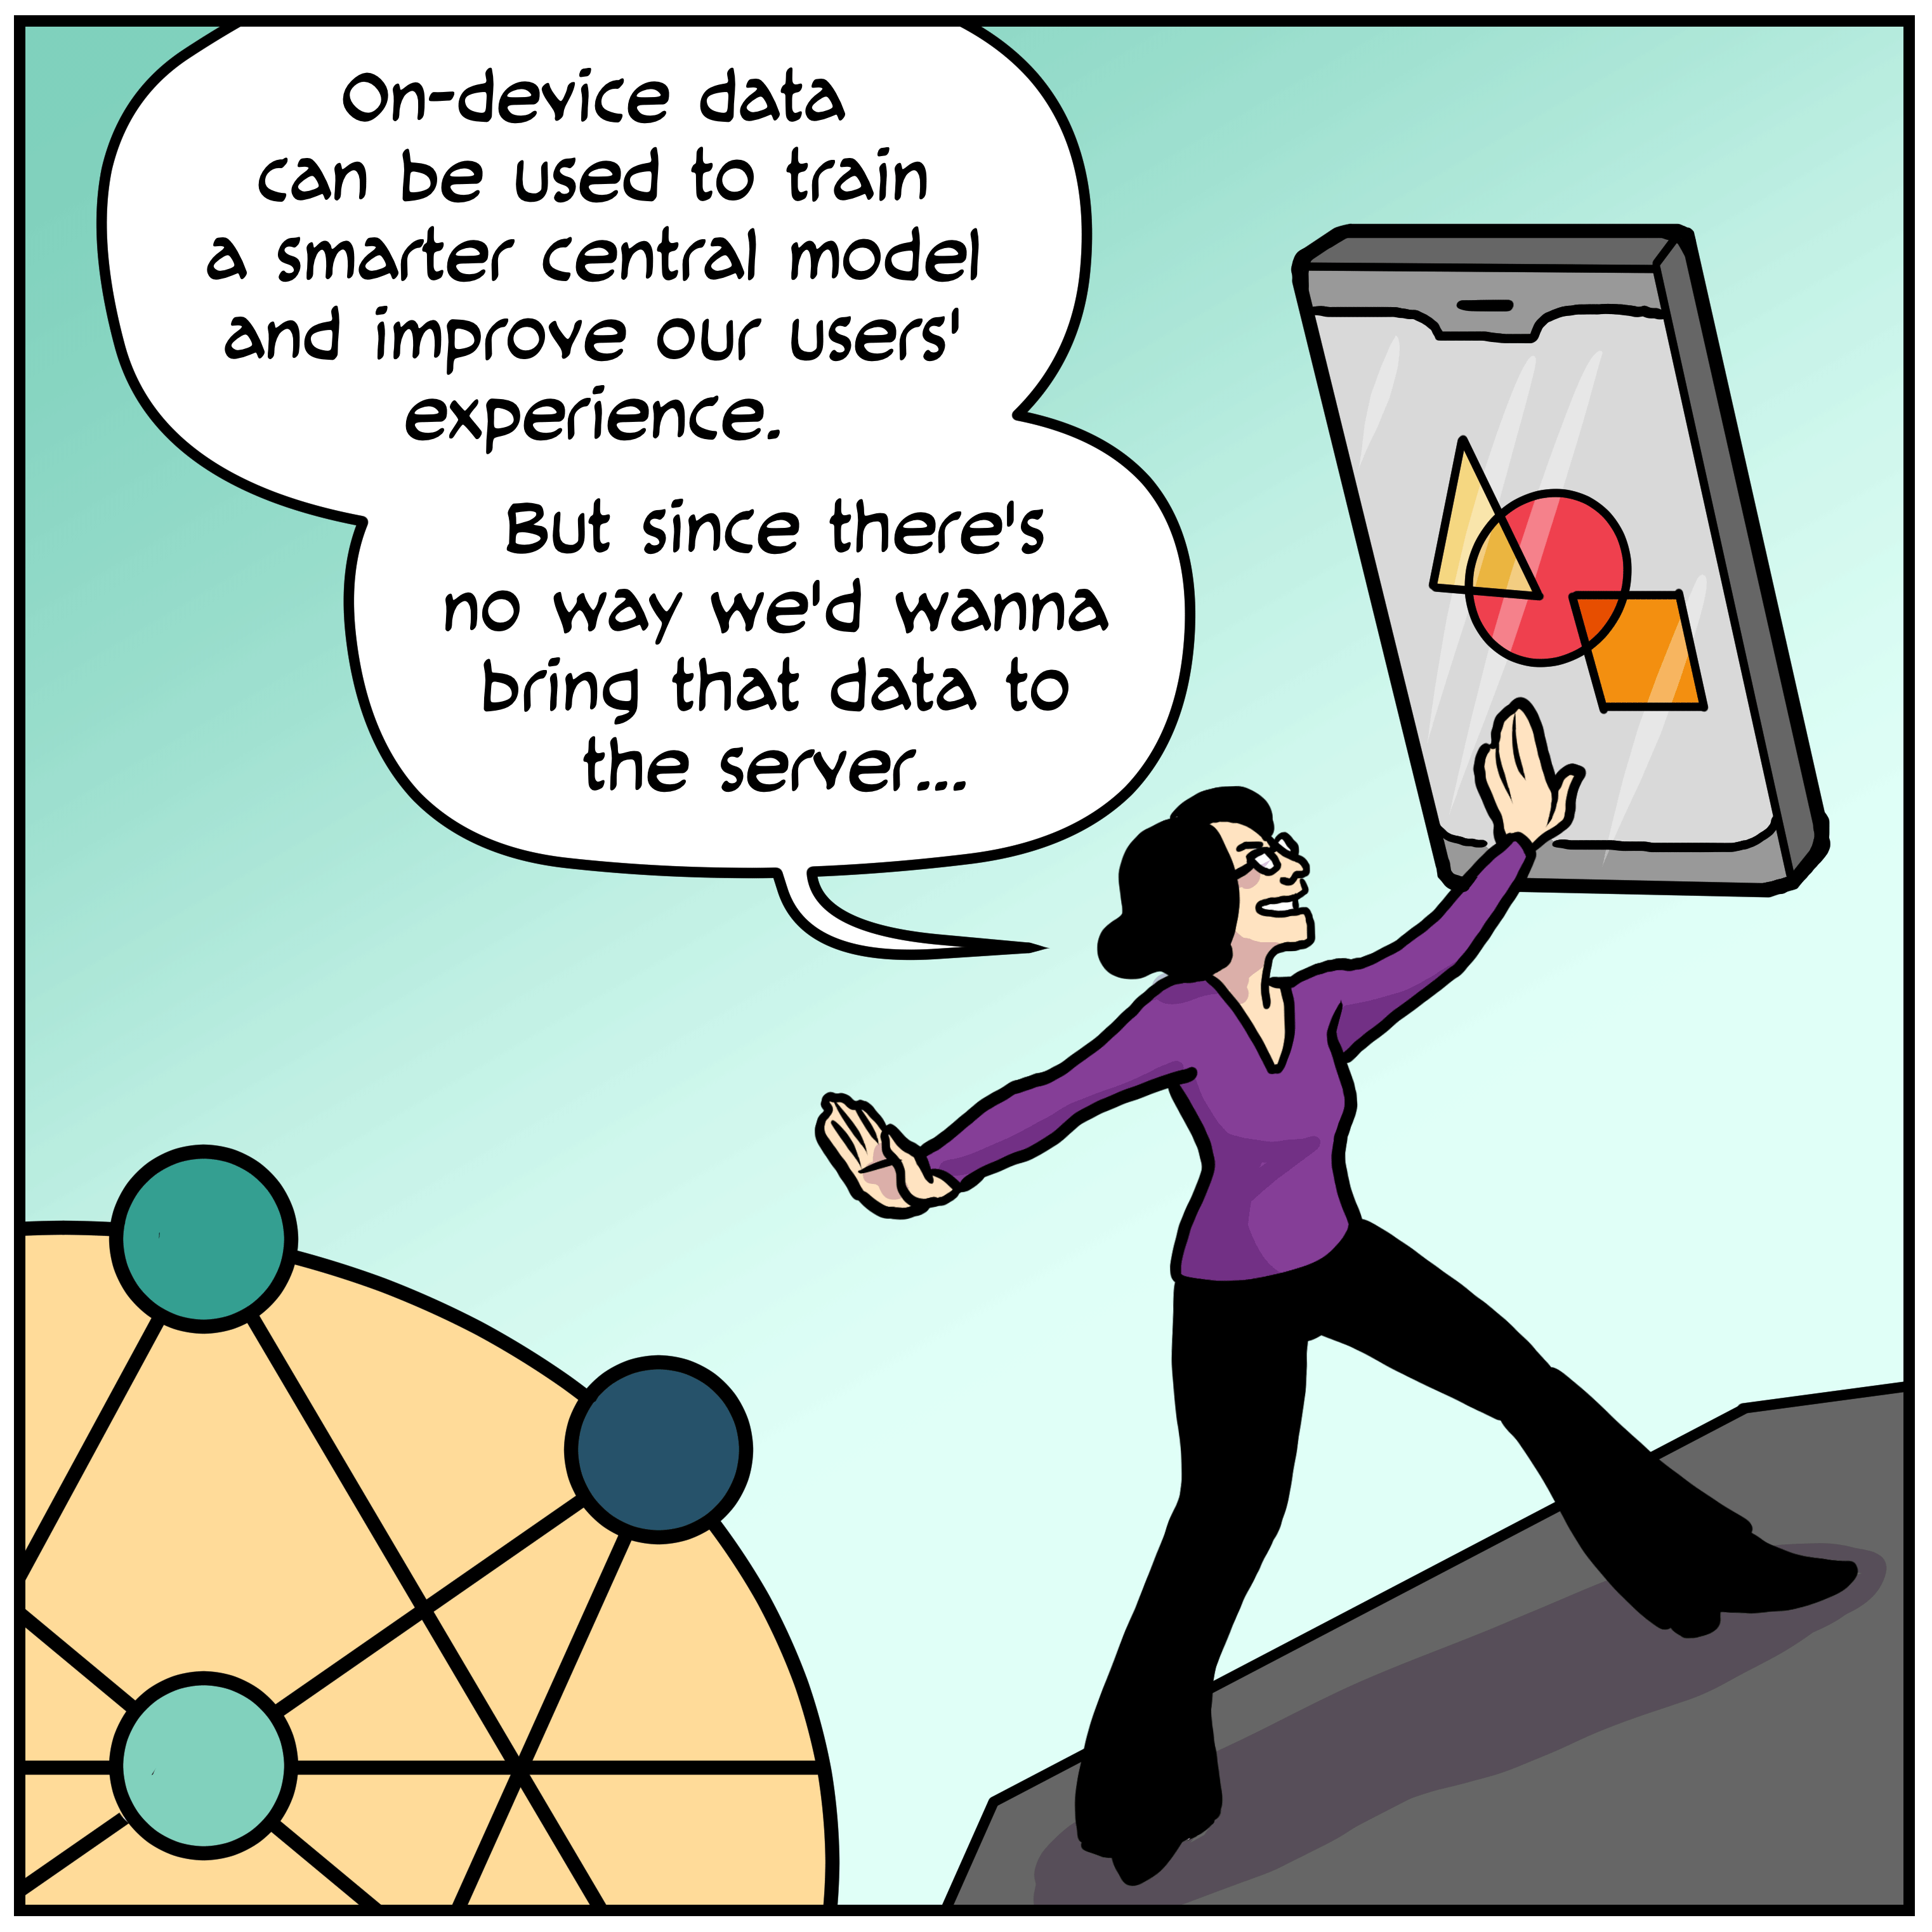 On-device data
can be used to train
a smarter central model
and improve our users'
experience.
But since there's
no way we'd wanna
bring that data to
the server...